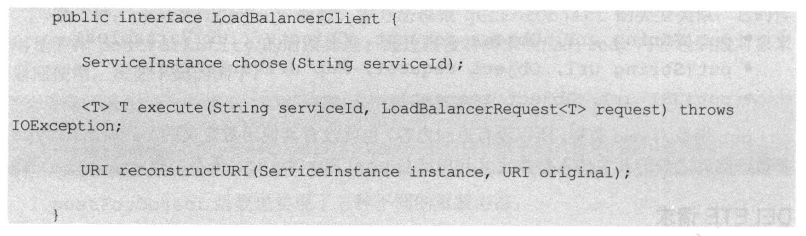 public interface LoadBalancerClient {
ServiceInstance choose(String serviceId);
<T> T execute(String serviceId, LoadBalancerRequest<T> request) throws
IOException;
URI reconstructURI(ServiceInstance instance, URI original);
}